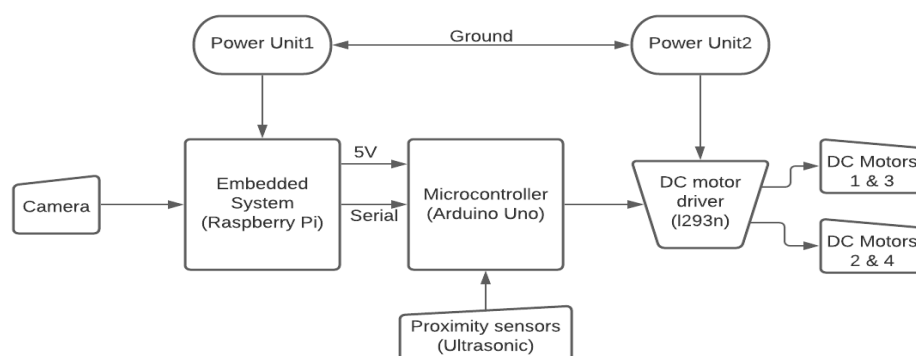 Power Unit1
Ground
Power Unit2
5V
Serial
Camera
Embedded
System
(Raspberry Pi)
Microcontroller
(Arduino Uno)
DC motor
driver
(l293n)
DC Motors
1 & 3
DC Motors
2 & 4
Proximity sensors
(Ultrasonic)